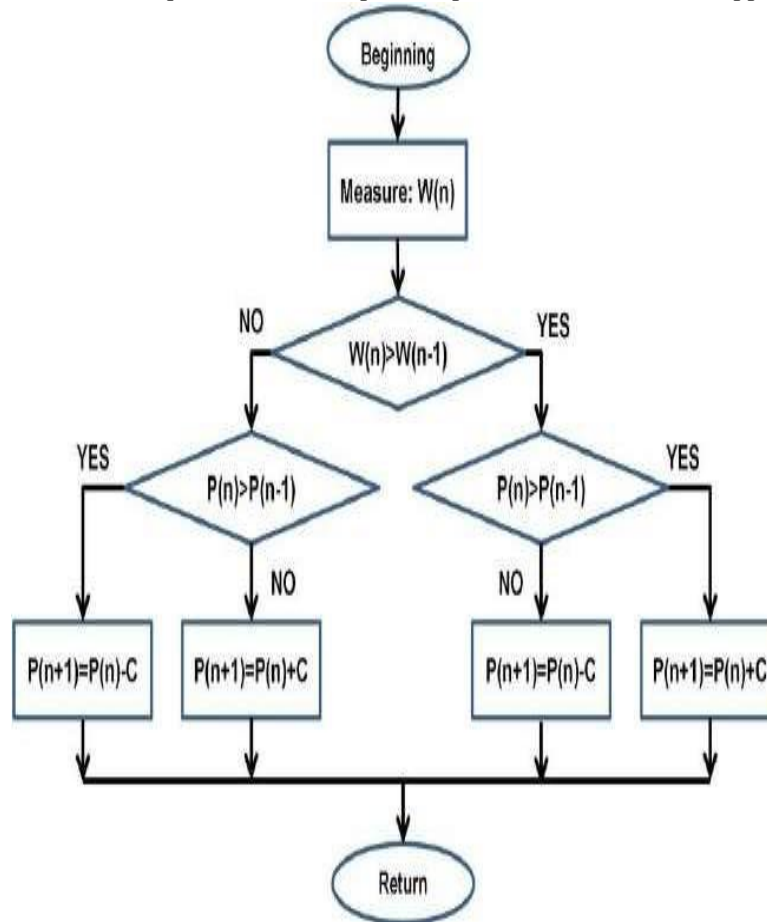 Beginning
Measure: W(n)
NO
YES
W(n)>W(n-1)
YES
P(n)>P(n-1)
P(n)>P(n-1)
YES
NO
NO
P(n+1)=P(n)-C
P(n+1)=P(n)+C
P(n+1)=P(n)-C
P(n+1)=P(n)+C
Return